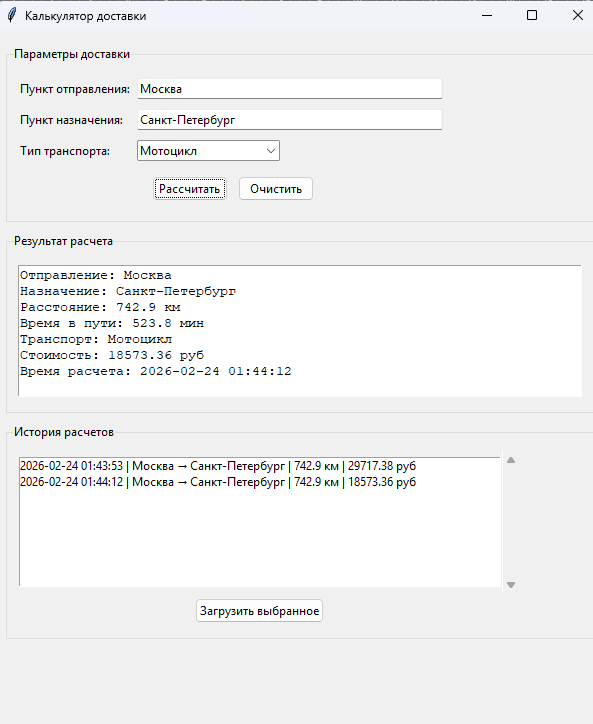 Калькулятор доставки
Параметры доставки
Пункт отправления: Москва
Пункт назначения: Санкт-Петербург
Тип транспорта: Мотоцикл
Рассчитать Очистить
Результат расчета
Отправление: Москва
Назначение: Санкт-Петербург
Расстояние: 742.9 км
Время в пути: 523.8 мин
Транспорт: Мотоцикл
Стоимость: 18573.36 руб
Время расчета: 2026-02-24 01:44:12
История расчетов
2026-02-24 01:43:53 | Москва → Санкт-Петербург | 742.9 км | 29717.38 руб
2026-02-24 01:44:12 | Москва → Санкт-Петербург | 742.9 км | 18573.36 руб
Загрузить выбранное